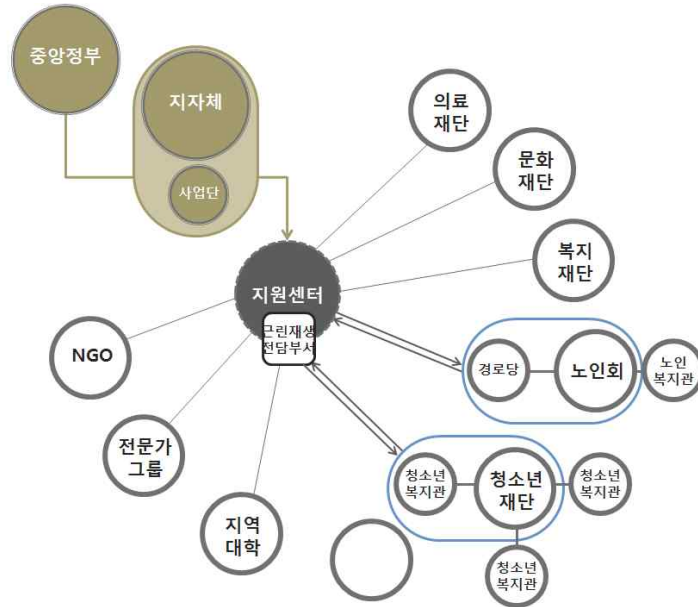 중앙정부
지자체
사업단
의료
재단
문화
재단
복지
재단
지원센터
근린재생
전담부서
NGO
전문가
그룹
지역
대학
경로당
노인회
노인
복지관
청소년
복지관
청소년
재단
청소년
복지관
청소년
복지관